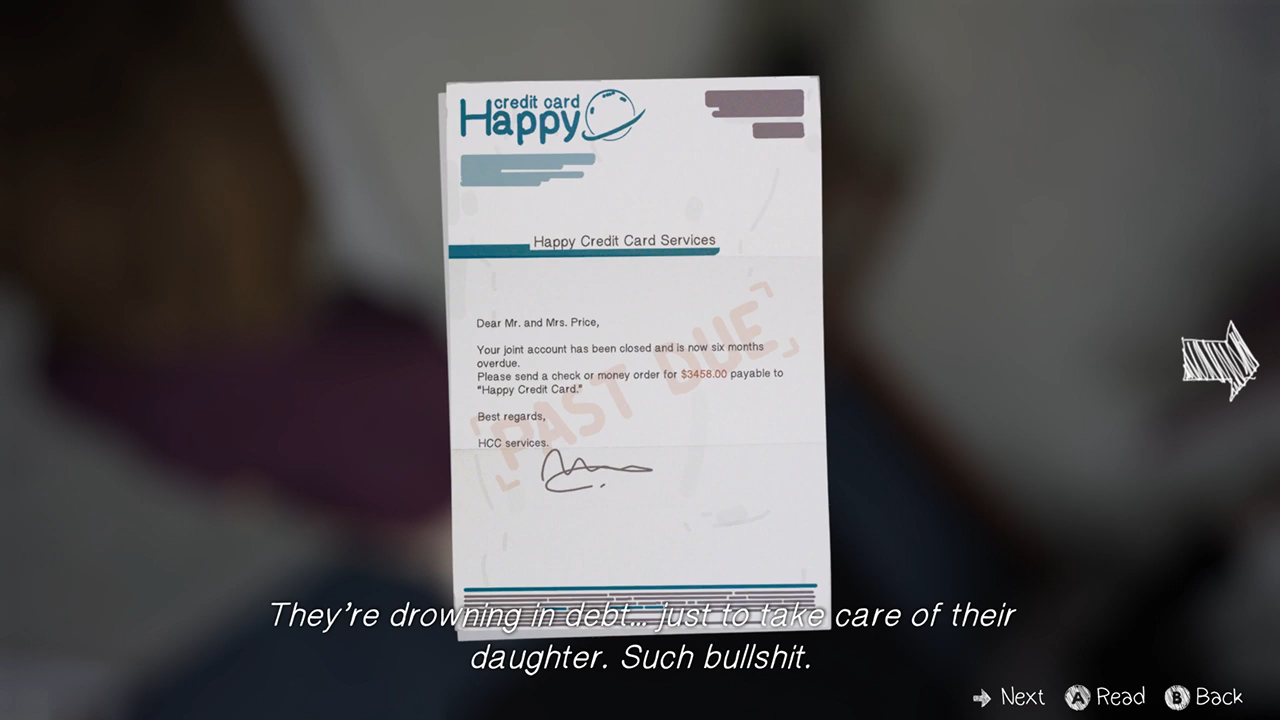 credit card
Happy
Happy Credit Card Services
Dear Mr. and Mrs. Price,
Your joint account has been closed and is now six months
overdue.
Please send a check or money order for $3458.00 payable to
“Happy Credit Card.”
Best regards,
HCC services.
PAST DUE
They're drowning in debt... just to take care of their
daughter. Such bullshit.
Next A Read B Back